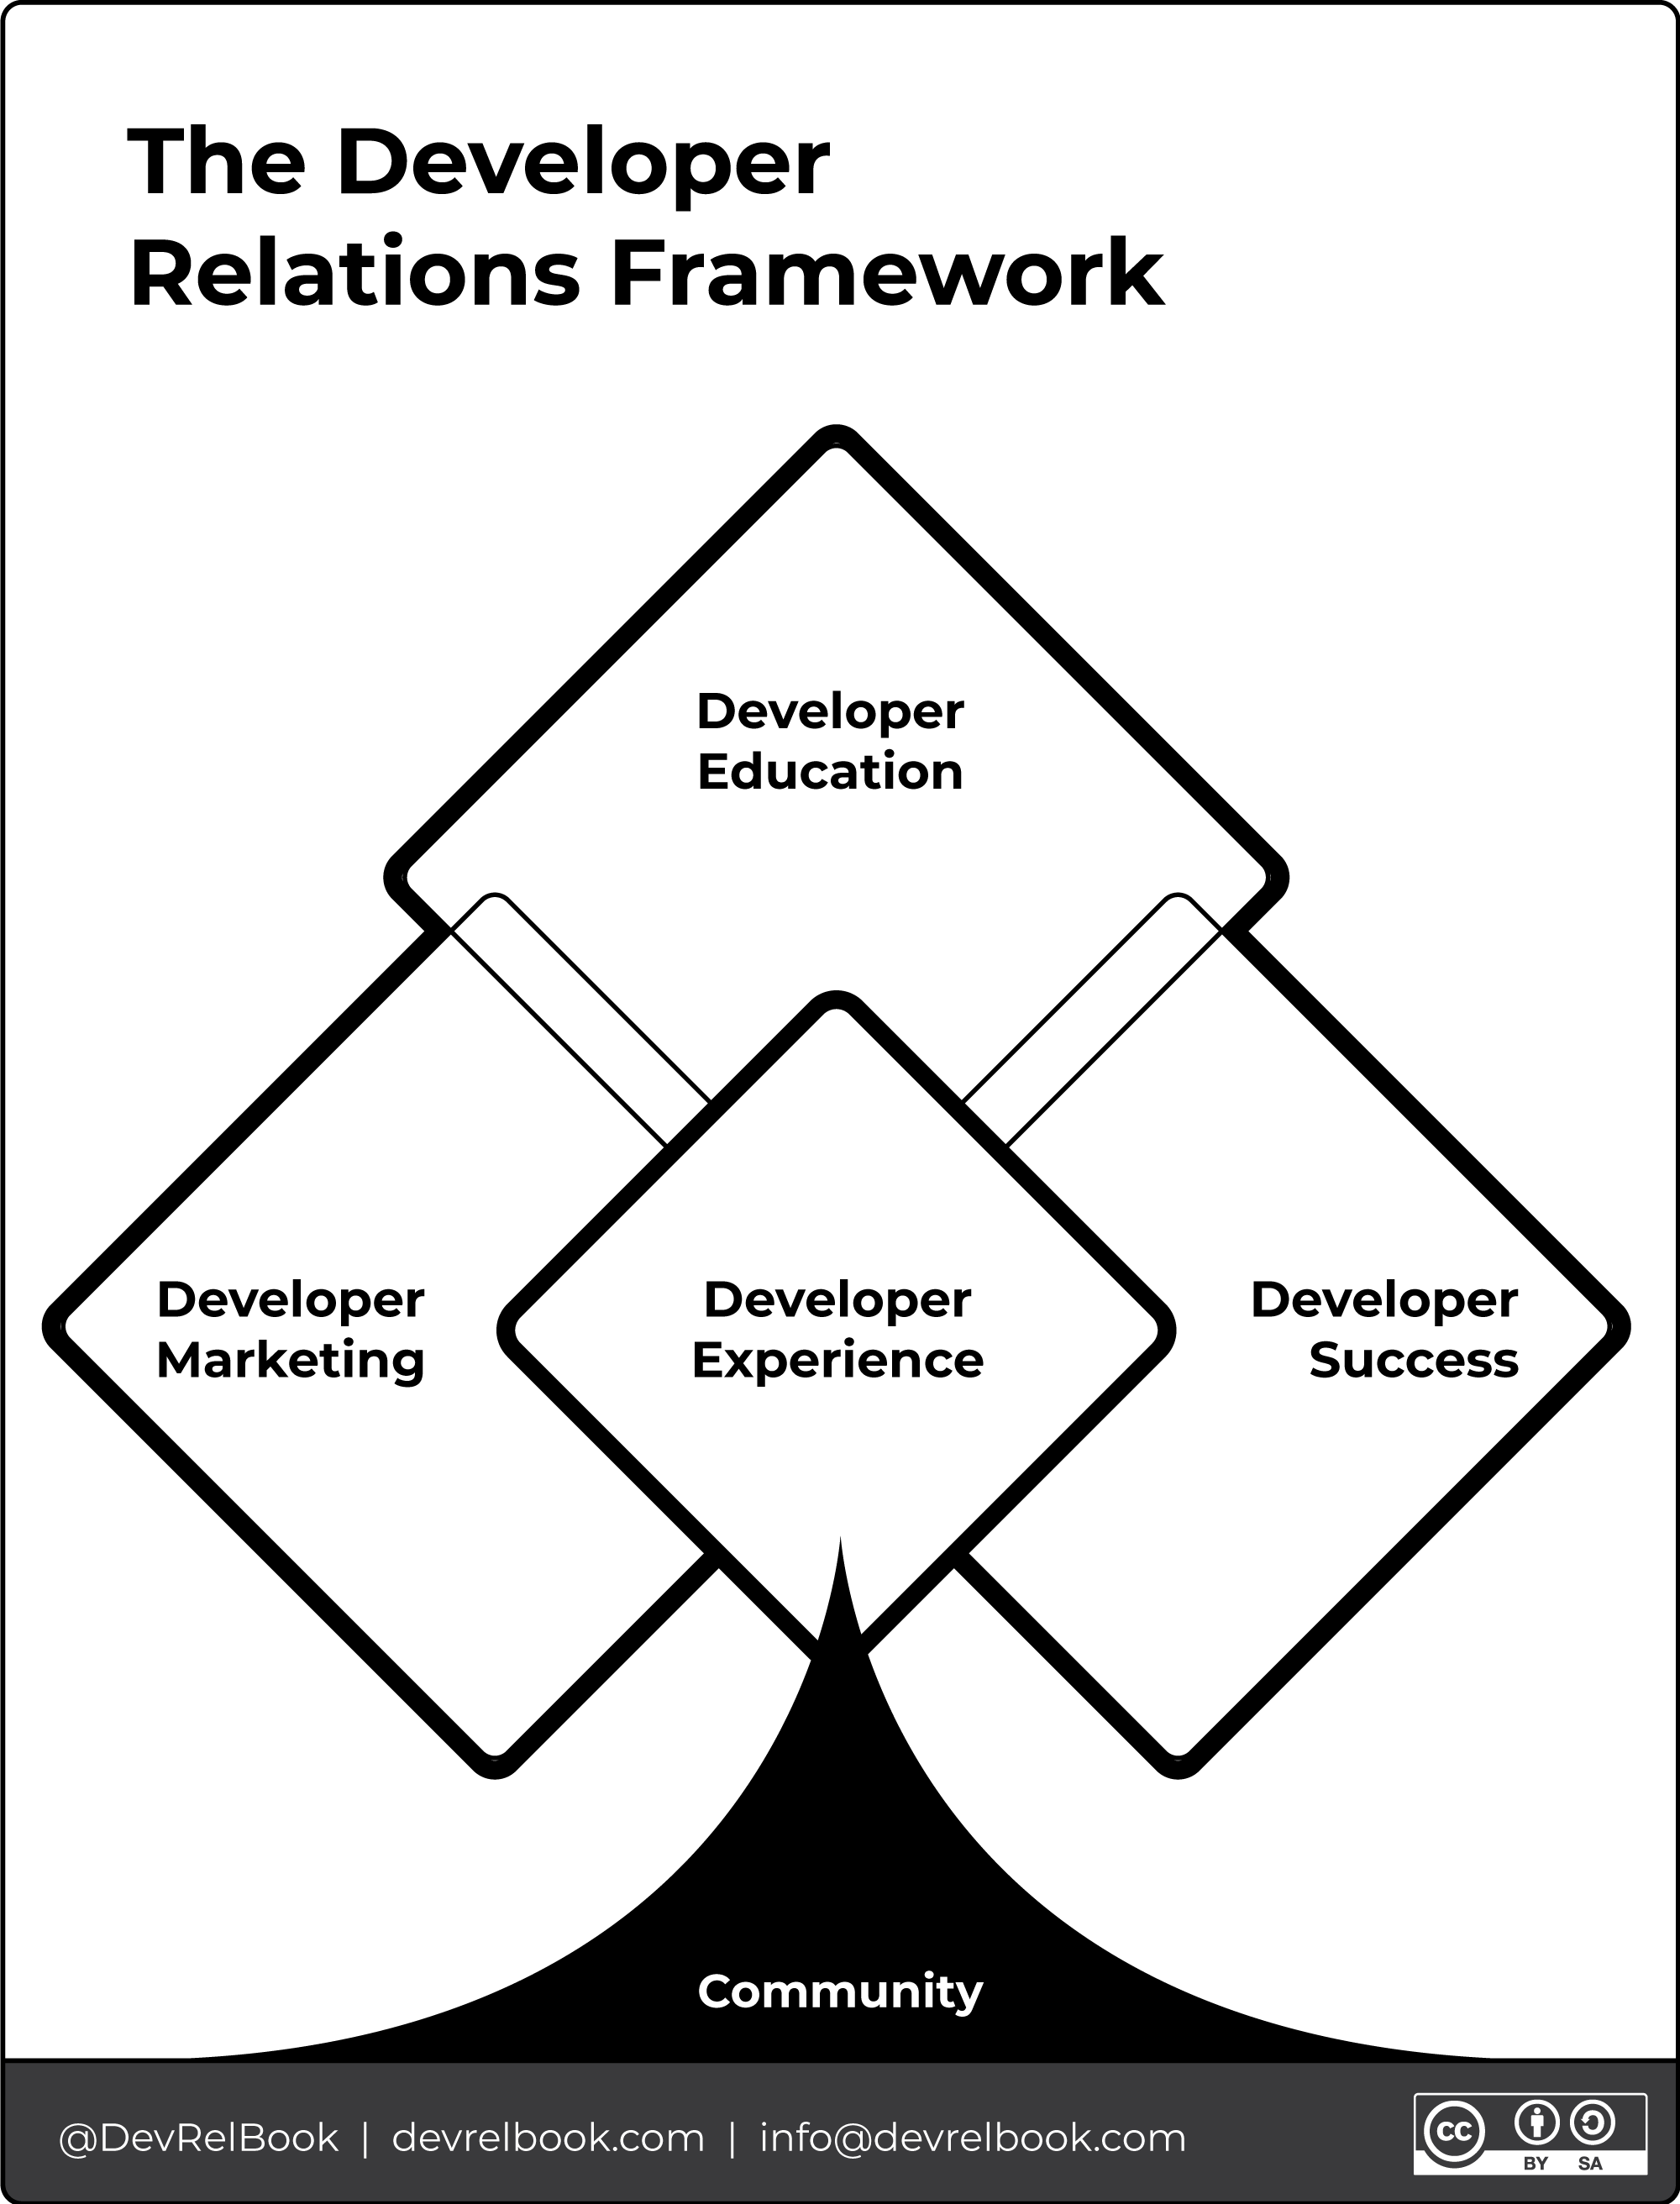 The Developer
Relations Framework
Developer
Education
Developer
Marketing
Developer
Experience
Developer
Success
Community
@DevRelBook | devrelbook.com | info@devrelbook.com
cc
BY SA